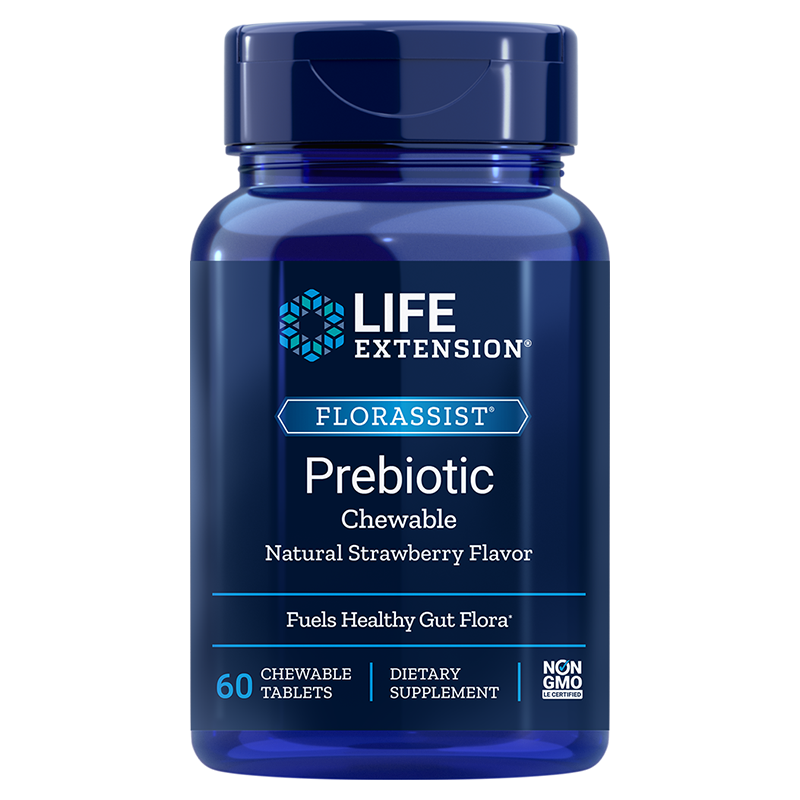 LIFE
EXTENSION®
FLORASSIST®
Prebiotic
Chewable
Natural Strawberry Flavor
Fuels Healthy Gut Flora*
60 CHEWABLE TABLETS
DIETARY SUPPLEMENT
NON GMO
LE CERTIFIED